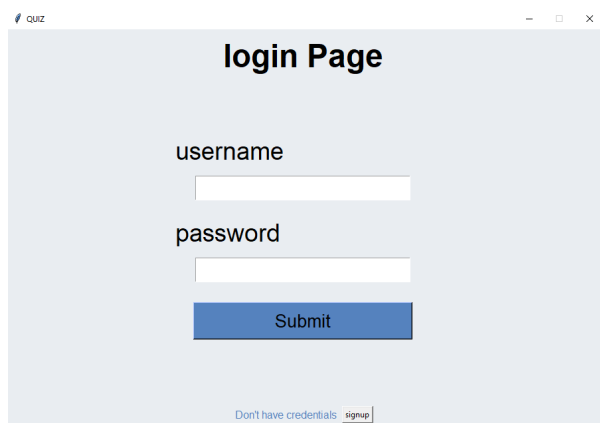 QUIZ
login Page
username
password
Submit
Don't have credentials signup